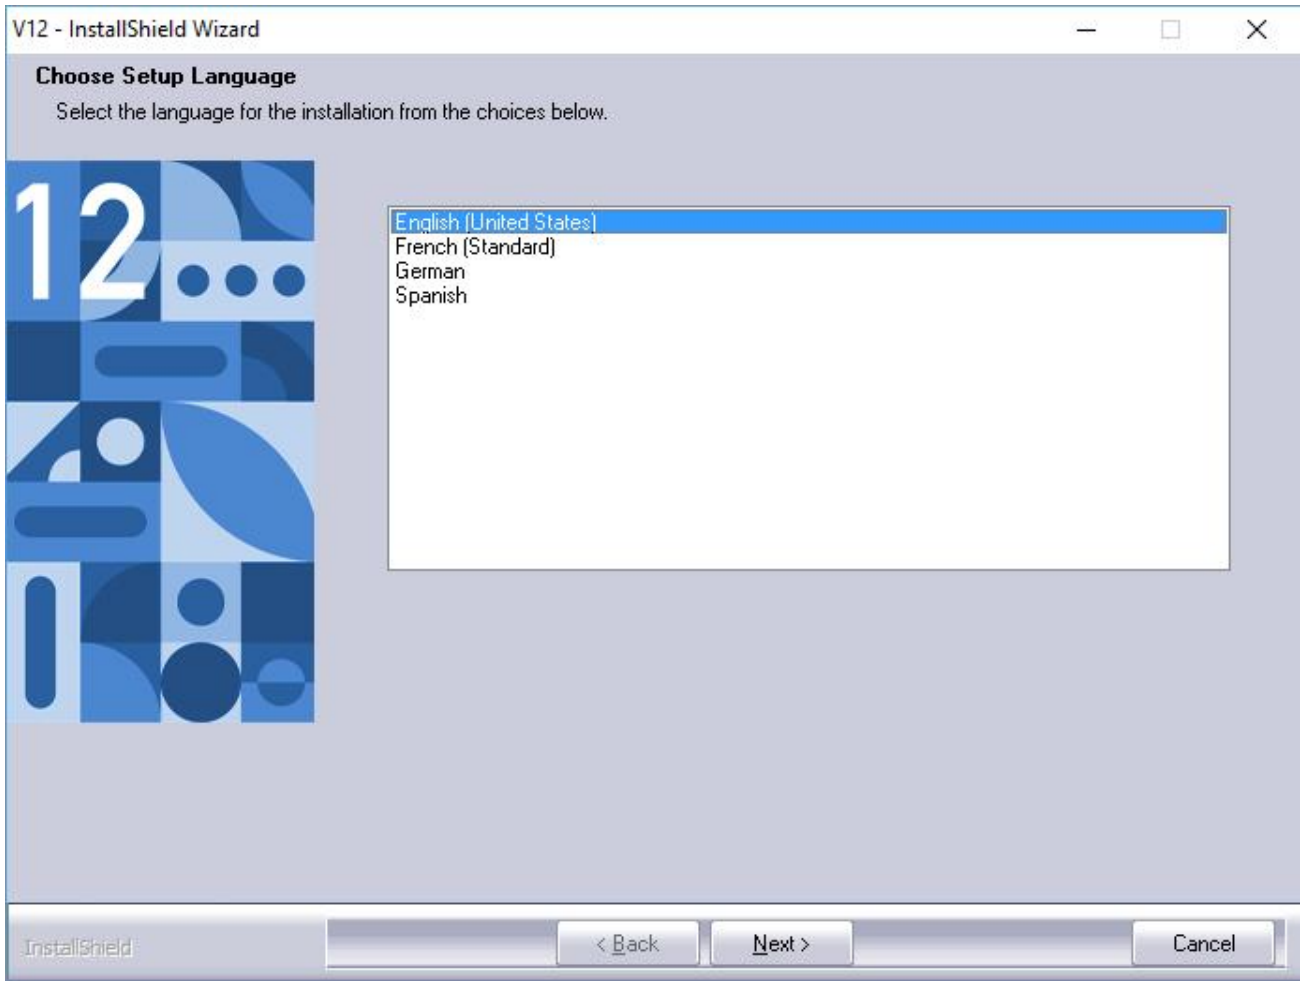 V12 - InstallShield Wizard
Choose Setup Language
Select the language for the installation from the choices below.
12
English (United States)
French (Standard)
German
Spanish
InstallShield
< Back
Next >
Cancel